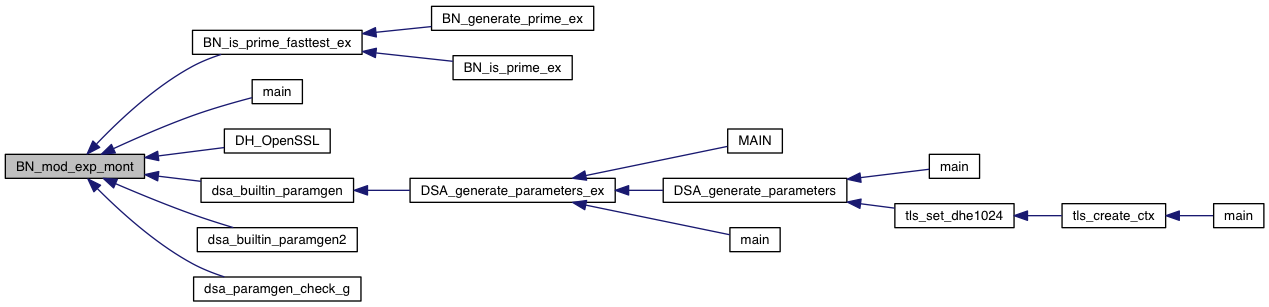 BN_generate_prime_ex
BN_is_prime_fasttest_ex
BN_is_prime_ex
main
DH_OpenSSL
MAIN
BN_mod_exp_mont
main
dsa_builtin_paramgen
DSA_generate_parameters_ex
DSA_generate_parameters
tls_set_dhe1024
tls_create_ctx
main
dsa_builtin_paramgen2
main
dsa_paramgen_check_g